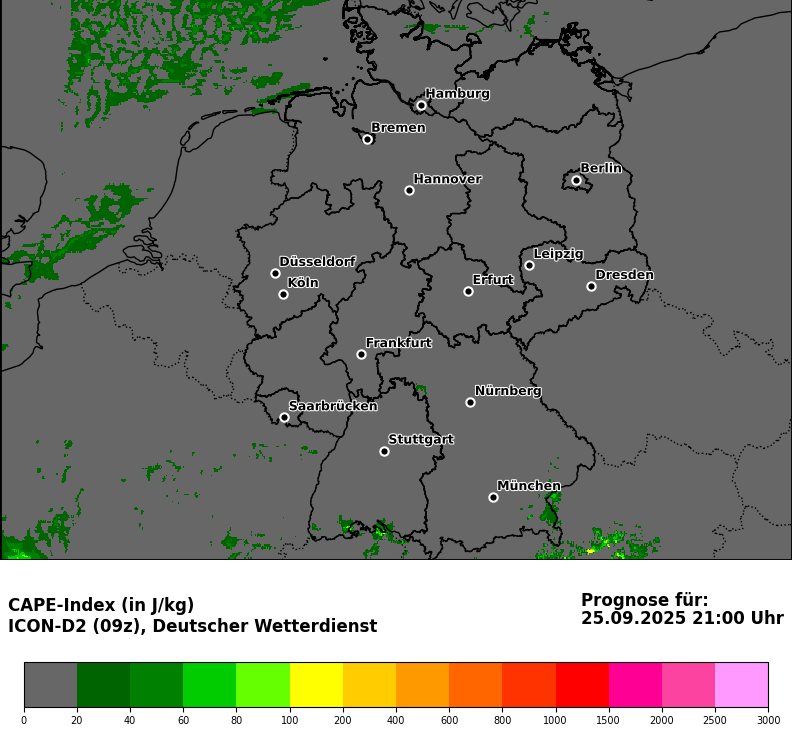 Hamburg
Bremen
Berlin
Hannover
Leipzig
Düsseldorf
Dresden
Köln
Erfurt
Frankfurt
Nürnberg
Saarbrücken
Stuttgart
München
CAPE-Index (in J/kg)
ICON-D2 (09z), Deutscher Wetterdienst
Prognose für:
25.09.2025 21:00 Uhr
0 20 40 60 80 100 200 400 600 800 1000 1500 2000 2500 3000